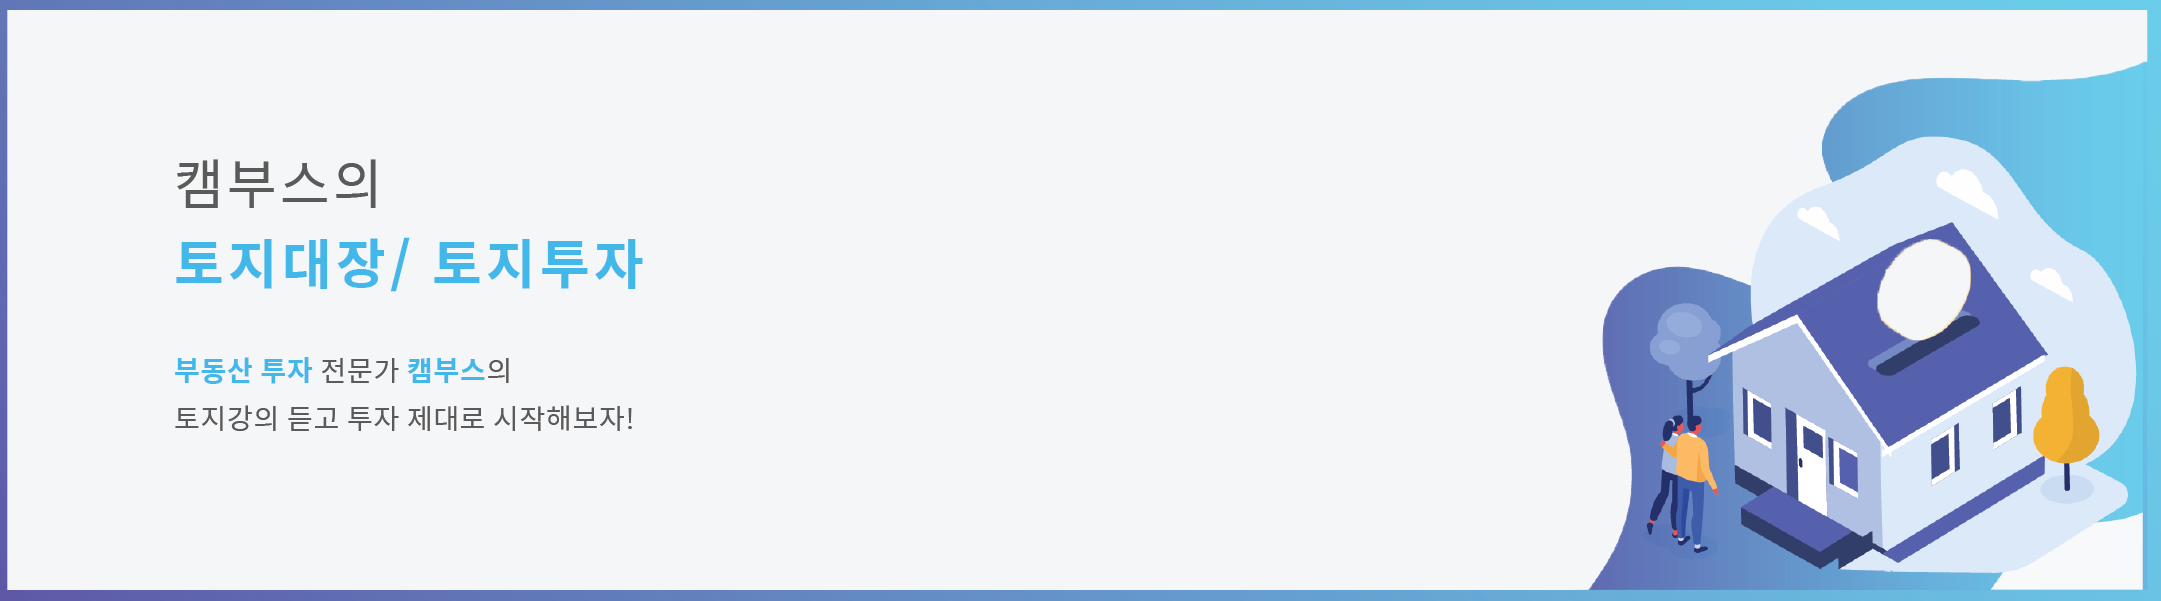 캠부스의
토지대장/ 토지투자
부동산 투자 전문가 캠부스의
토지강의 듣고 투자 제대로 시작해보자!